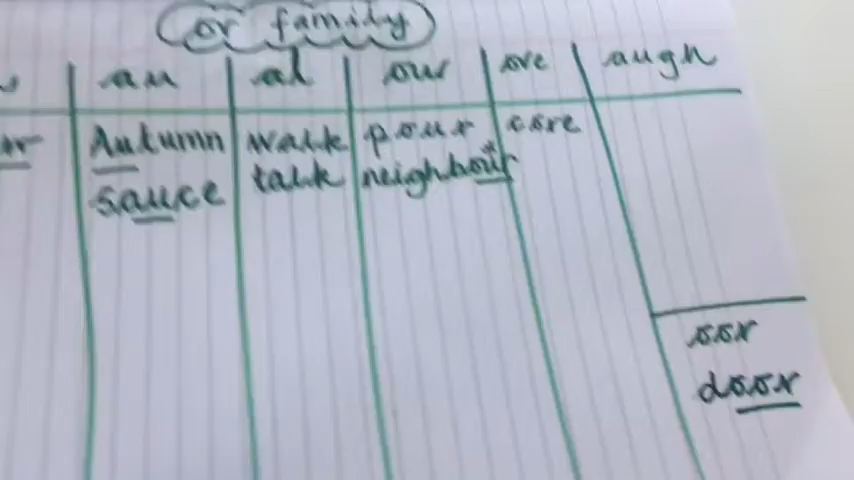 or family
au al our ore augh
Autumn walk pour core
sauce talk neighbour
oor
door